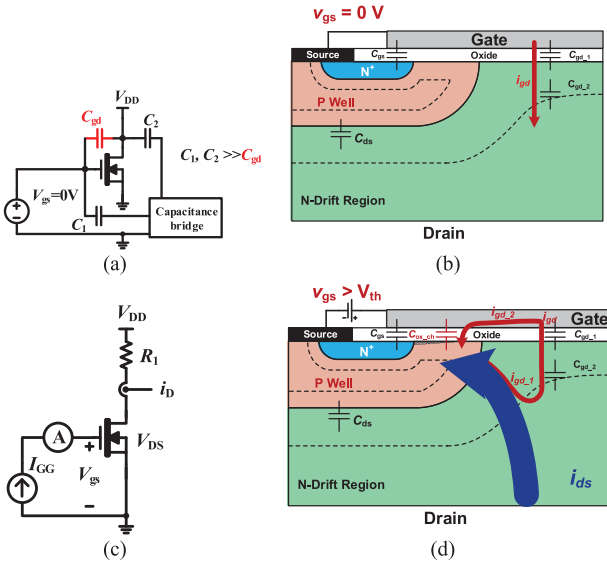 V_DD
C_gd
C_2
C_1, C_2 >>C_gd
V_gs=0V
C_1
Capacitance
bridge
(a)
v_gs = 0 V
Gate
Source
C_gs
Oxide
C_gd_1
N+
i_gd
C_gd_2
P Well
C_ds
N-Drift Region
Drain
(b)
V_DD
R_1
i_D
A
V_DS
I_GG
+
V_gs
−
(c)
v_gs > V_th
- +
i_gd_2
i_gd
Gate
Source
C_gs
C_ox_ch
Oxide
C_gd_1
N+
i_gd_1
C_gd_2
P Well
C_ds
N-Drift Region
i_ds
Drain
(d)